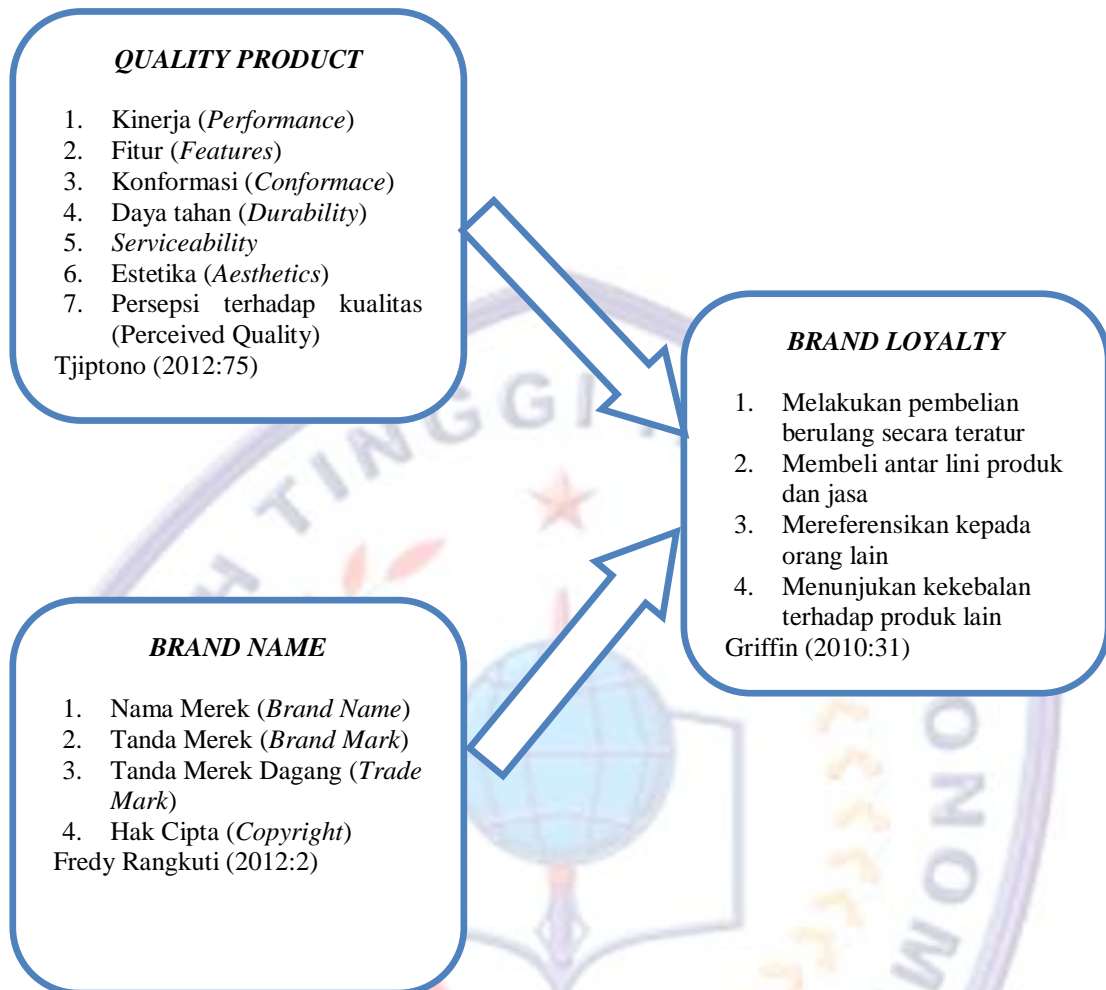 QUALITY PRODUCT
1. Kinerja (Performance)
2. Fitur (Features)
3. Konformasi (Conformace)
4. Daya tahan (Durability)
5. Serviceability
6. Estetika (Aesthetics)
7. Persepsi terhadap kualitas
(Perceived Quality)
Tjiptono (2012:75)
BRAND LOYALTY
1. Melakukan pembelian
berulang secara teratur
2. Membeli antar lini produk
dan jasa
3. Mereferensikan kepada
orang lain
4. Menunjukan kekebalan
terhadap produk lain
Griffin (2010:31)
BRAND NAME
1. Nama Merek (Brand Name)
2. Tanda Merek (Brand Mark)
3. Tanda Merek Dagang (Trade
Mark)
4. Hak Cipta (Copyright)
Fredy Rangkuti (2012:2)
TINGGI